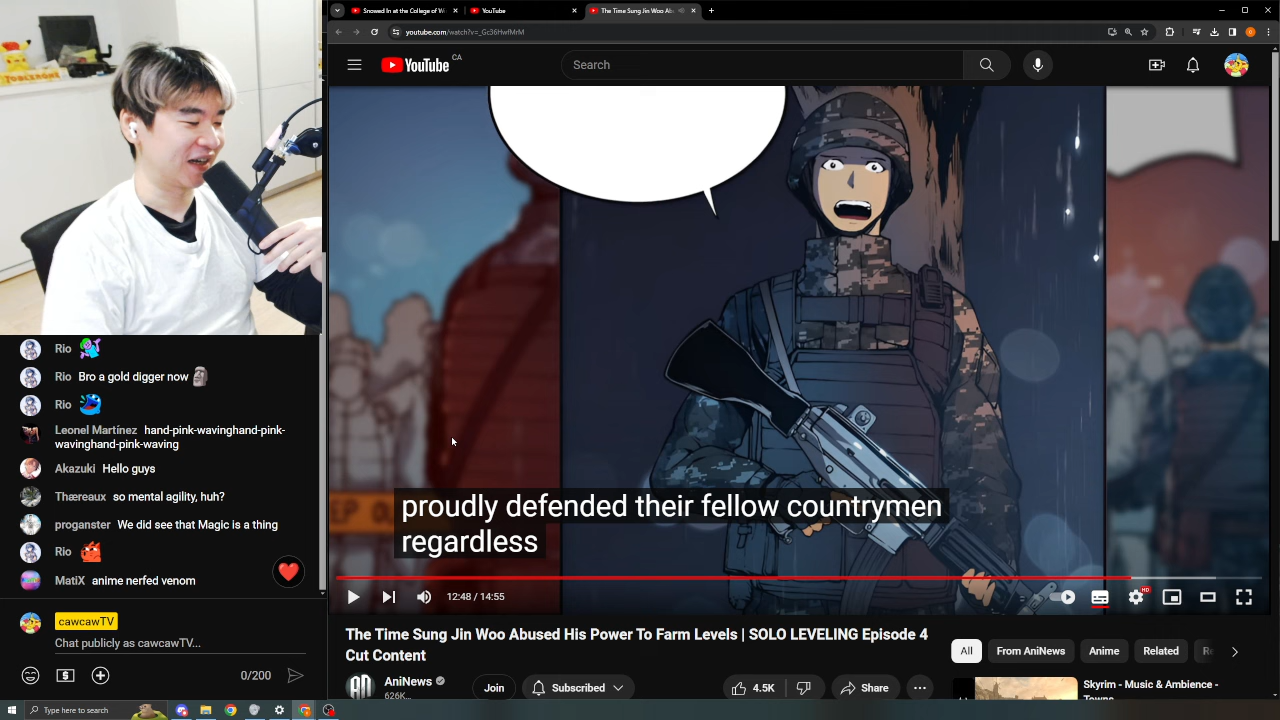 Snowed In at the College of W
YouTube
The Time Sung Jin Woo Ab
youtube.com/watch?v=_Gc36HwfMrM
YouTube CA
Search
TOBLERONE
EP 0
proudly defended their fellow countrymen
regardless
12:48 / 14:55
HD
The Time Sung Jin Woo Abused His Power To Farm Levels | SOLO LEVELING Episode 4
Cut Content
AniNews
626K
Join
Subscribed
4.5K
Share
All
From AniNews
Anime
Related
Skyrim - Music & Ambience -
Towns
Rio
Rio Bro a gold digger now
Rio
Leonel Martínez hand-pink-wavinghand-pink-
wavinghand-pink-waving
Akazuki Hello guys
Thæreaux so mental agility, huh?
proganster We did see that Magic is a thing
Rio
MatiX anime nerfed venom
cawcawTV
Chat publicly as cawcawTV...
0/200
Type here to search